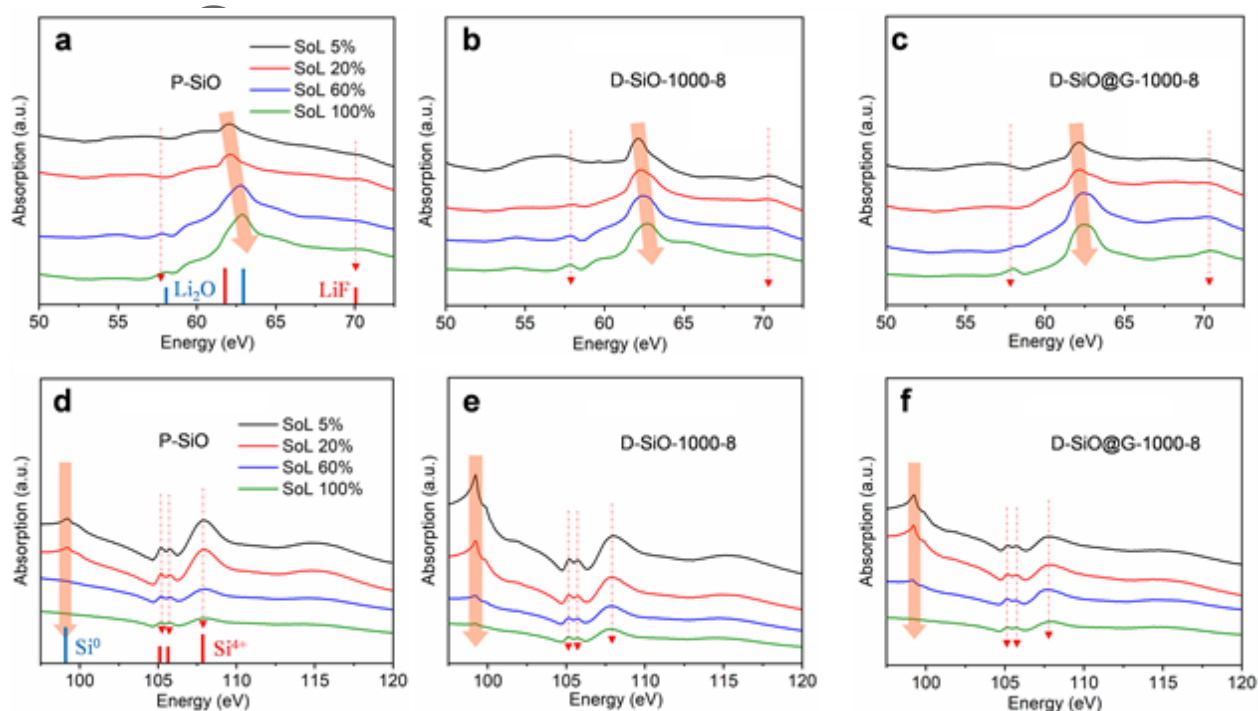 a
P-SiO
SoL 5%
SoL 20%
SoL 60%
SoL 100%
Absorption (a.u.)
Li₂O
LiF
50 55 60 65 70
Energy (eV)
b
D-SiO-1000-8
Absorption (a.u.)
50 55 60 65 70
Energy (eV)
c
D-SiO@G-1000-8
Absorption (a.u.)
50 55 60 65 70
Energy (eV)
d
P-SiO
SoL 5%
SoL 20%
SoL 60%
SoL 100%
Absorption (a.u.)
Si⁰
Si⁴⁺
100 105 110 115 120
Energy (eV)
e
D-SiO-1000-8
Absorption (a.u.)
100 105 110 115 120
Energy (eV)
f
D-SiO@G-1000-8
Absorption (a.u.)
100 105 110 115 120
Energy (eV)